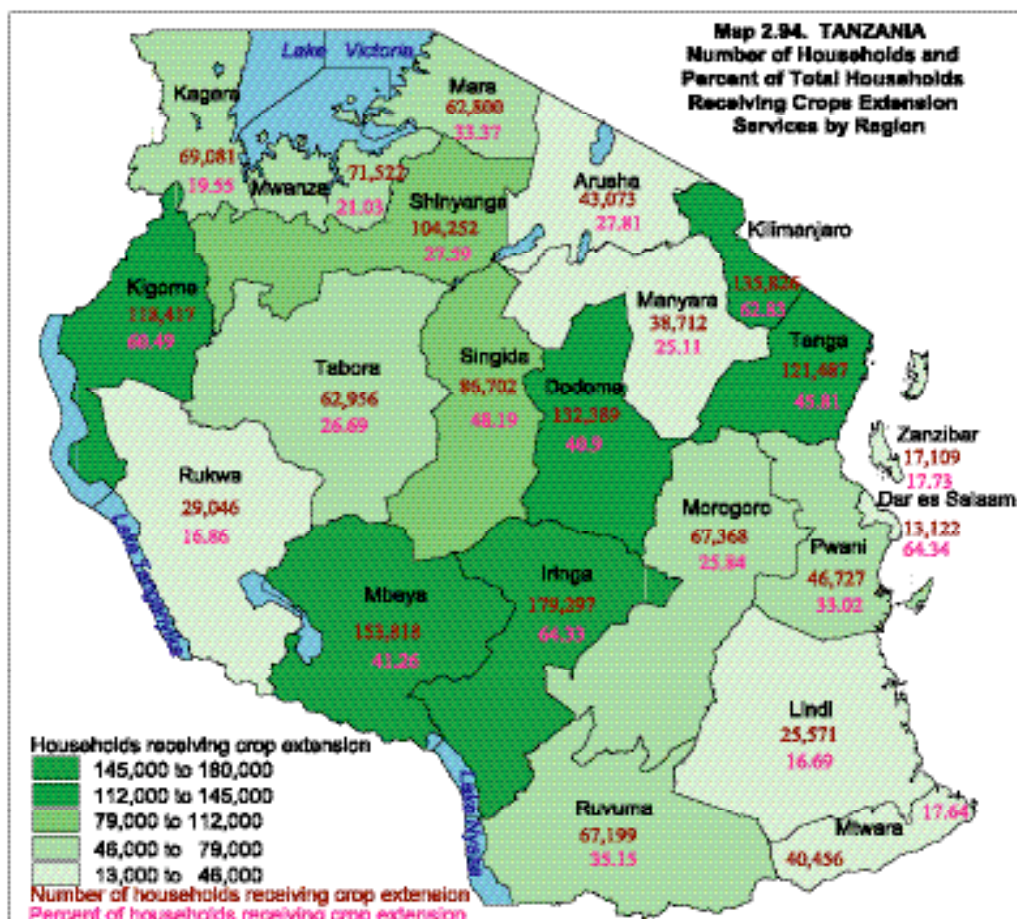 Map 2.94. TANZANIA
Number of Households and
Percent of Total Households
Receiving Crops Extension
Services by Region
Lake Victoria
Kagera
69,081
19.55
Mara
62,800
33.37
Mwanza
71,522
21.03
Shinyanga
104,252
27.59
Arusha
43,073
27.81
Kilimanjaro
135,826
62.83
Kigoma
118,417
60.49
Tabora
62,956
26.69
Singida
86,702
48.19
Dodoma
132,389
40.9
Manyara
38,712
25.11
Tanga
121,487
45.81
Zanzibar
17,109
17.73
Dar es Salaam
13,122
64.34
Rukwa
29,046
16.86
Lake Tanganyika
Morogoro
67,368
25.84
Pwani
46,727
33.02
Mbeya
153,818
41.26
Iringa
179,297
64.33
Lindi
25,571
16.69
Lake Nyasa
Ruvuma
67,199
35.15
Mtwara
17.64
40,456
Households receiving crop extension
145,000 to 180,000
112,000 to 145,000
79,000 to 112,000
46,000 to 79,000
13,000 to 46,000
Number of households receiving crop extension
Percent of households receiving crop extension